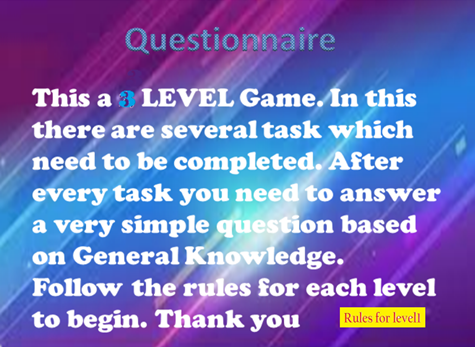 Questionnaire
This a 3 LEVEL Game. In this
there are several task which
need to be completed. After
every task you need to answer
a very simple question based
on General Knowledge.
Follow the rules for each level
to begin. Thank you
Rules for level1